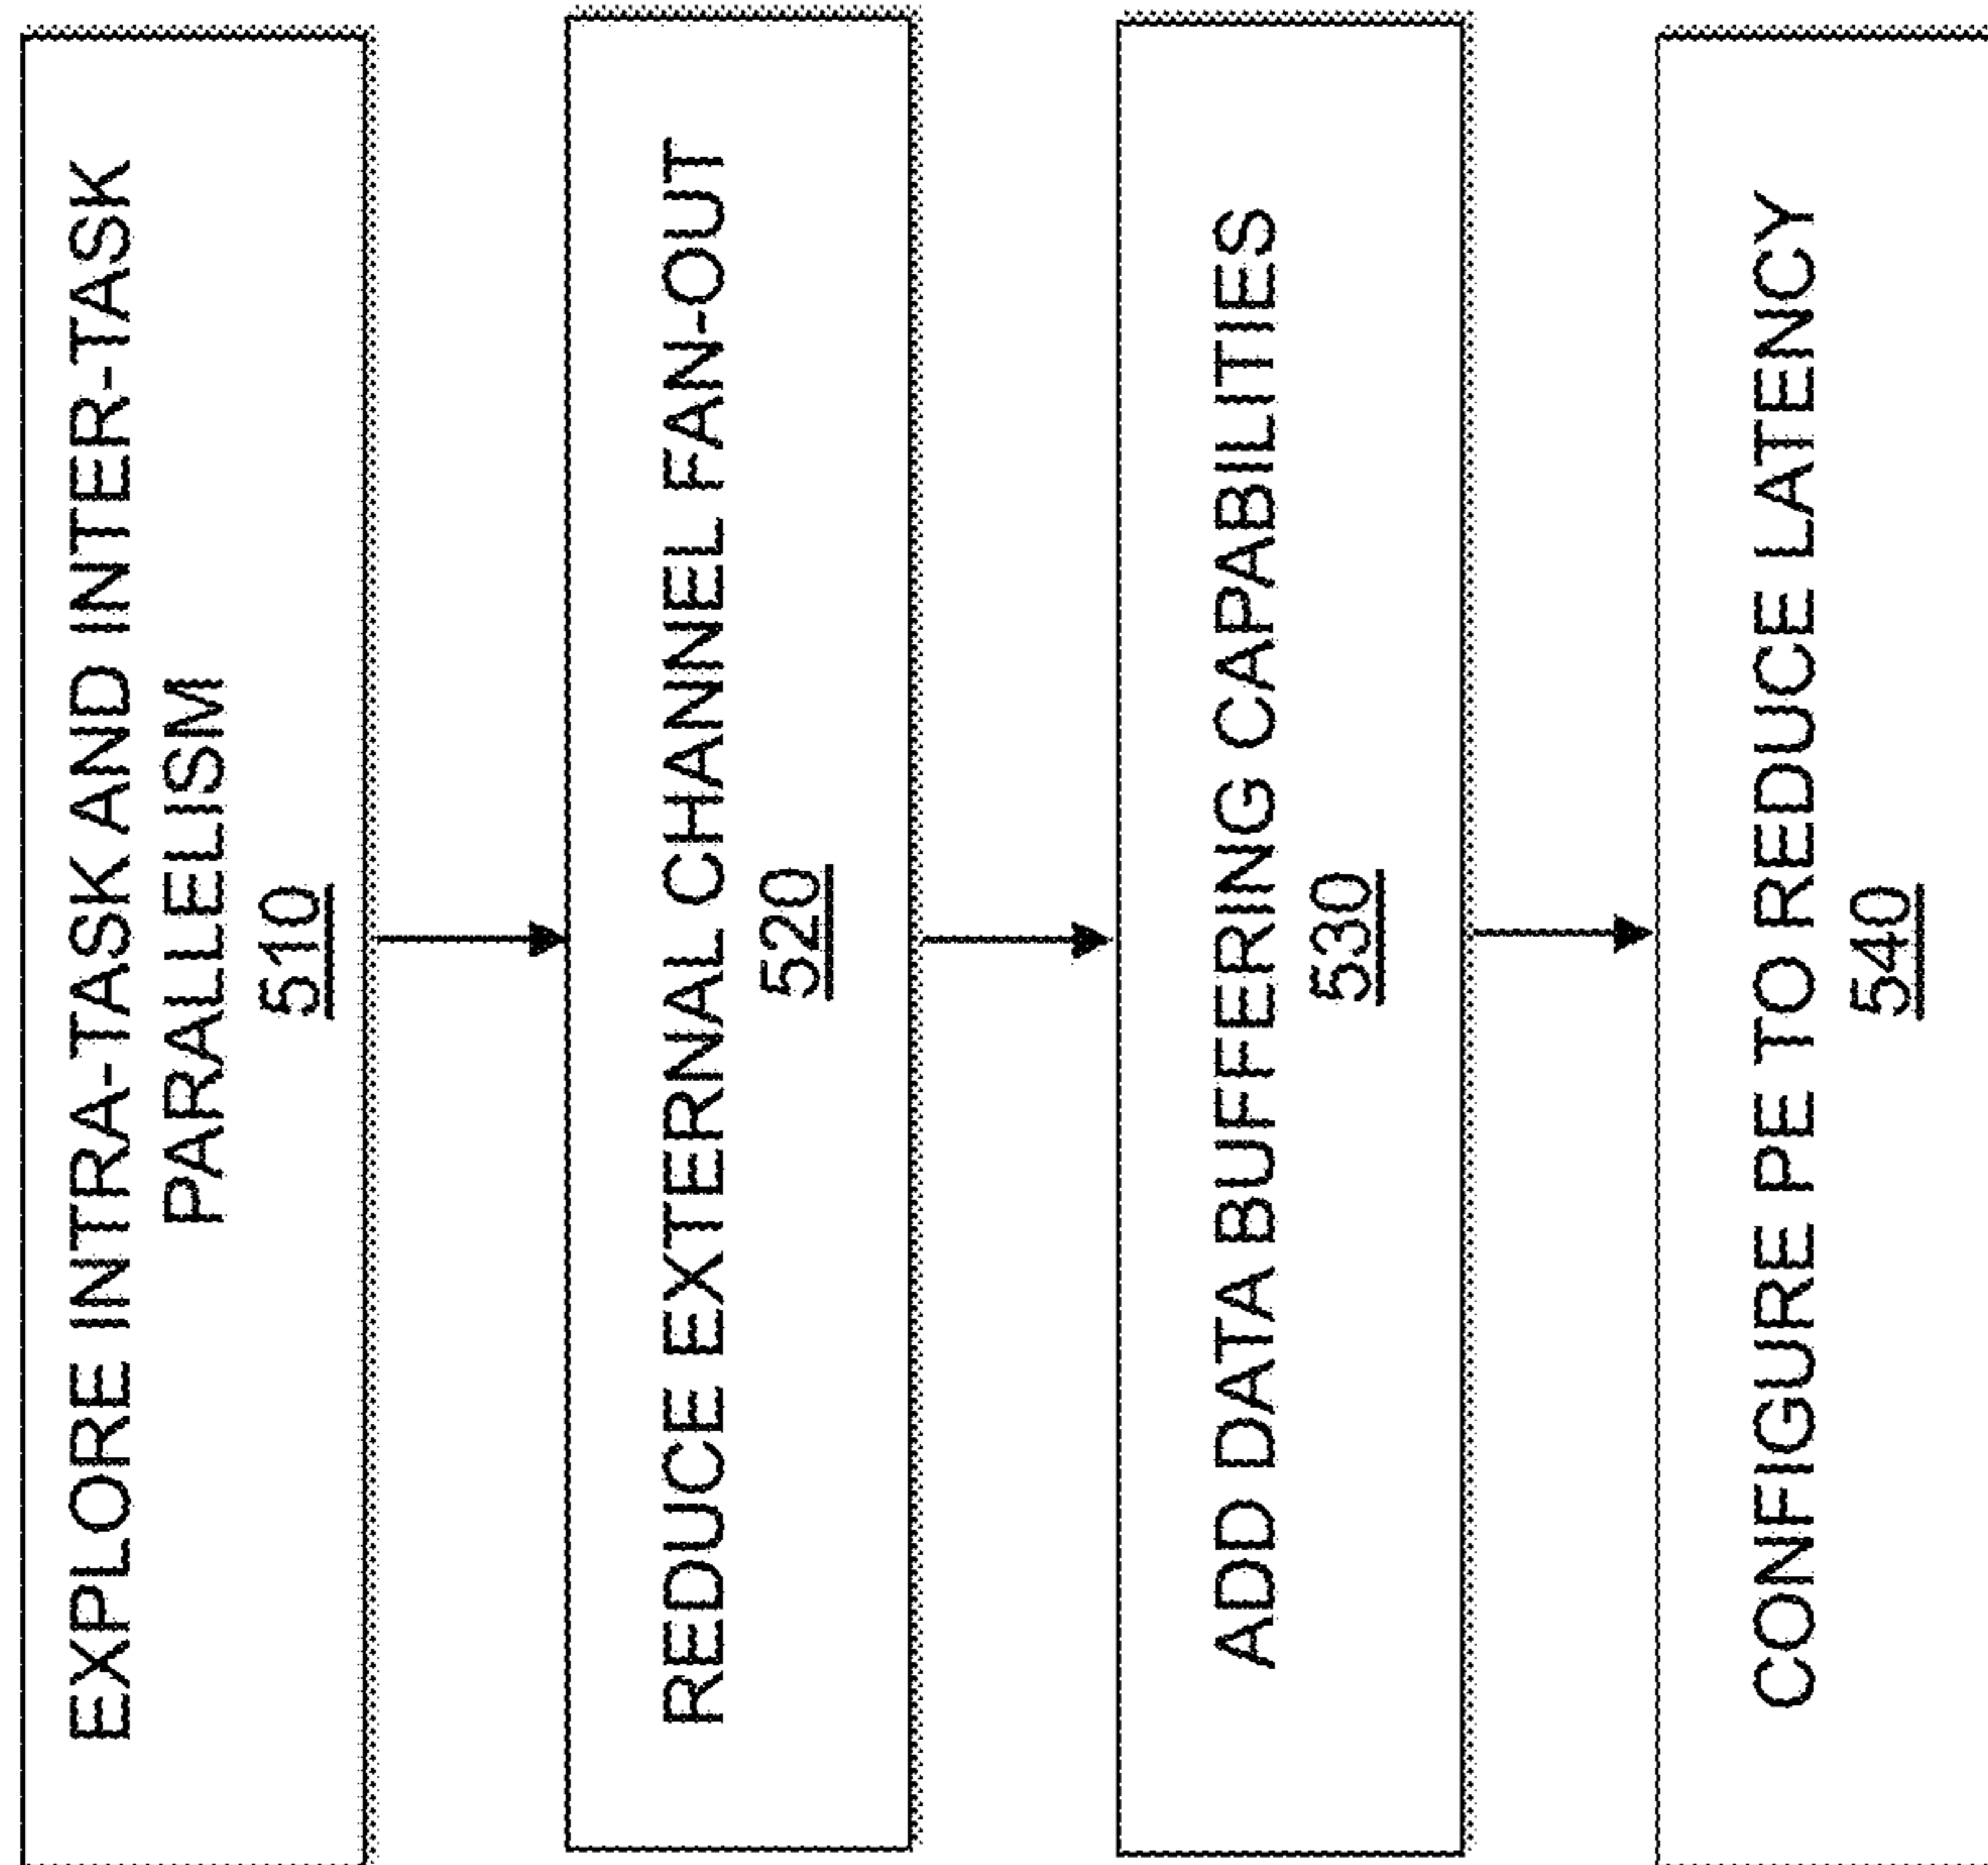 EXPLORE INTRA-TASK AND INTER-TASK
PARALLELISM
510
REDUCE EXTERNAL CHANNEL FAN-OUT
520
ADD DATA BUFFERING CAPABILITIES
530
CONFIGURE PE TO REDUCE LATENCY
540